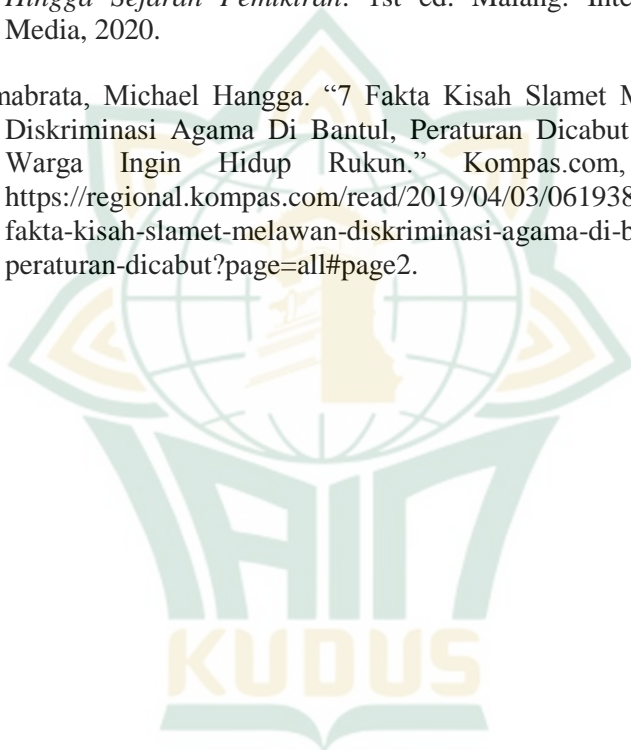 Hingga Sejarah Pemikiran. 1st ed. Malang:
Media, 2020.
mabrata, Michael Hangga. “7 Fakta Kisah Slamet M
Diskriminasi Agama Di Bantul, Peraturan Dicabut
Warga Ingin Hidup Rukun.” Kompas.com,
https://regional.kompas.com/read/2019/04/03/061938
fakta-kisah-slamet-melawan-diskriminasi-agama-di-b
peraturan-dicabut?page=all#page2.
IAIN
KUDUS